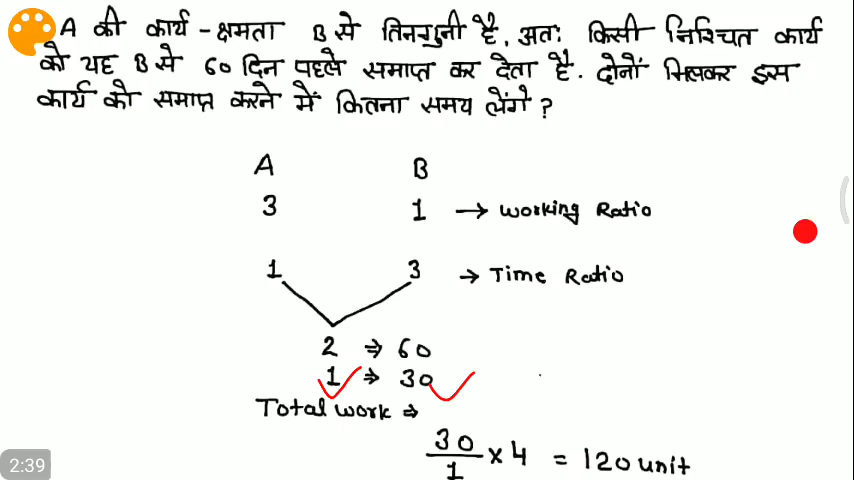 A की कार्य - क्षमता B से तिनगुनी है, अतः किसी निश्चित कार्य
को यह B से 60 दिन पहले समाप्त कर देता है. दोनों मिलकर इस
कार्य को समाप्त करने में कितना समय लेंगे ?
A B
3 1 → Working Ratio
1 3 → Time Ratio
2 ⇒ 60
1 ⇒ 30
Total work ⇒
30/1 × 4 = 120 unit
2:39